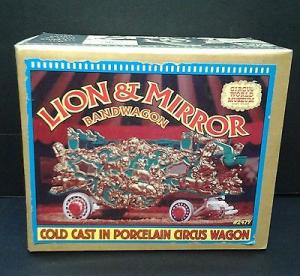 LION & MIRROR
BANDWAGON
CIRCUS
WORLD
MUSEUM
#2479
COLD CAST IN PORCELAIN CIRCUS WAGON